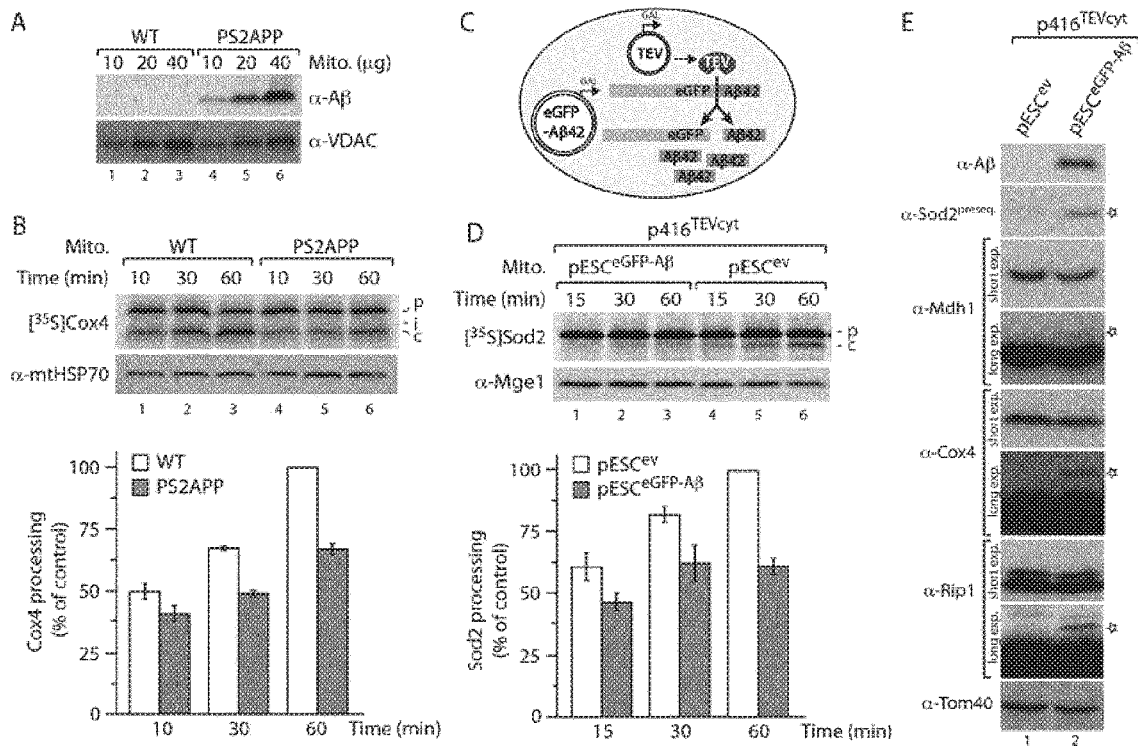 A
WT PS2APP
10 20 40 10 20 40 Mito. (μg)
α-Aβ
α-VDAC
1 2 3 4 5 6
B
Mito. WT PS2APP
Time (min) 10 30 60 10 30 60
[³⁵S]Cox4
p
i
c
α-mtHSP70
1 2 3 4 5 6
WT
PS2APP
Cox4 processing
(% of control)
100
75
50
25
0
10 30 60 Time (min)
C
GAL
TEV
TEV
GAL
eGFP Aβ42
eGFP
-Aβ42
eGFP Aβ42
Aβ42 Aβ42
Aβ42
D
p416TEVcyt
Mito. pESCeGFP-Aβ pESCev
Time (min) 15 30 60 15 30 60
[³⁵S]Sod2
p
c
α-Mge1
1 2 3 4 5 6
pESCev
pESCeGFP-Aβ
Sod2 processing
(% of control)
100
75
50
25
0
15 30 60 Time (min)
E
p416TEVcyt
pESCev
pESCeGFP-Aβ
α-Aβ
α-Sod2preseq.
α-Mdh1
short exp.
long exp.
α-Cox4
short exp.
long exp.
α-Rip1
short exp.
long exp.
α-Tom40
1 2